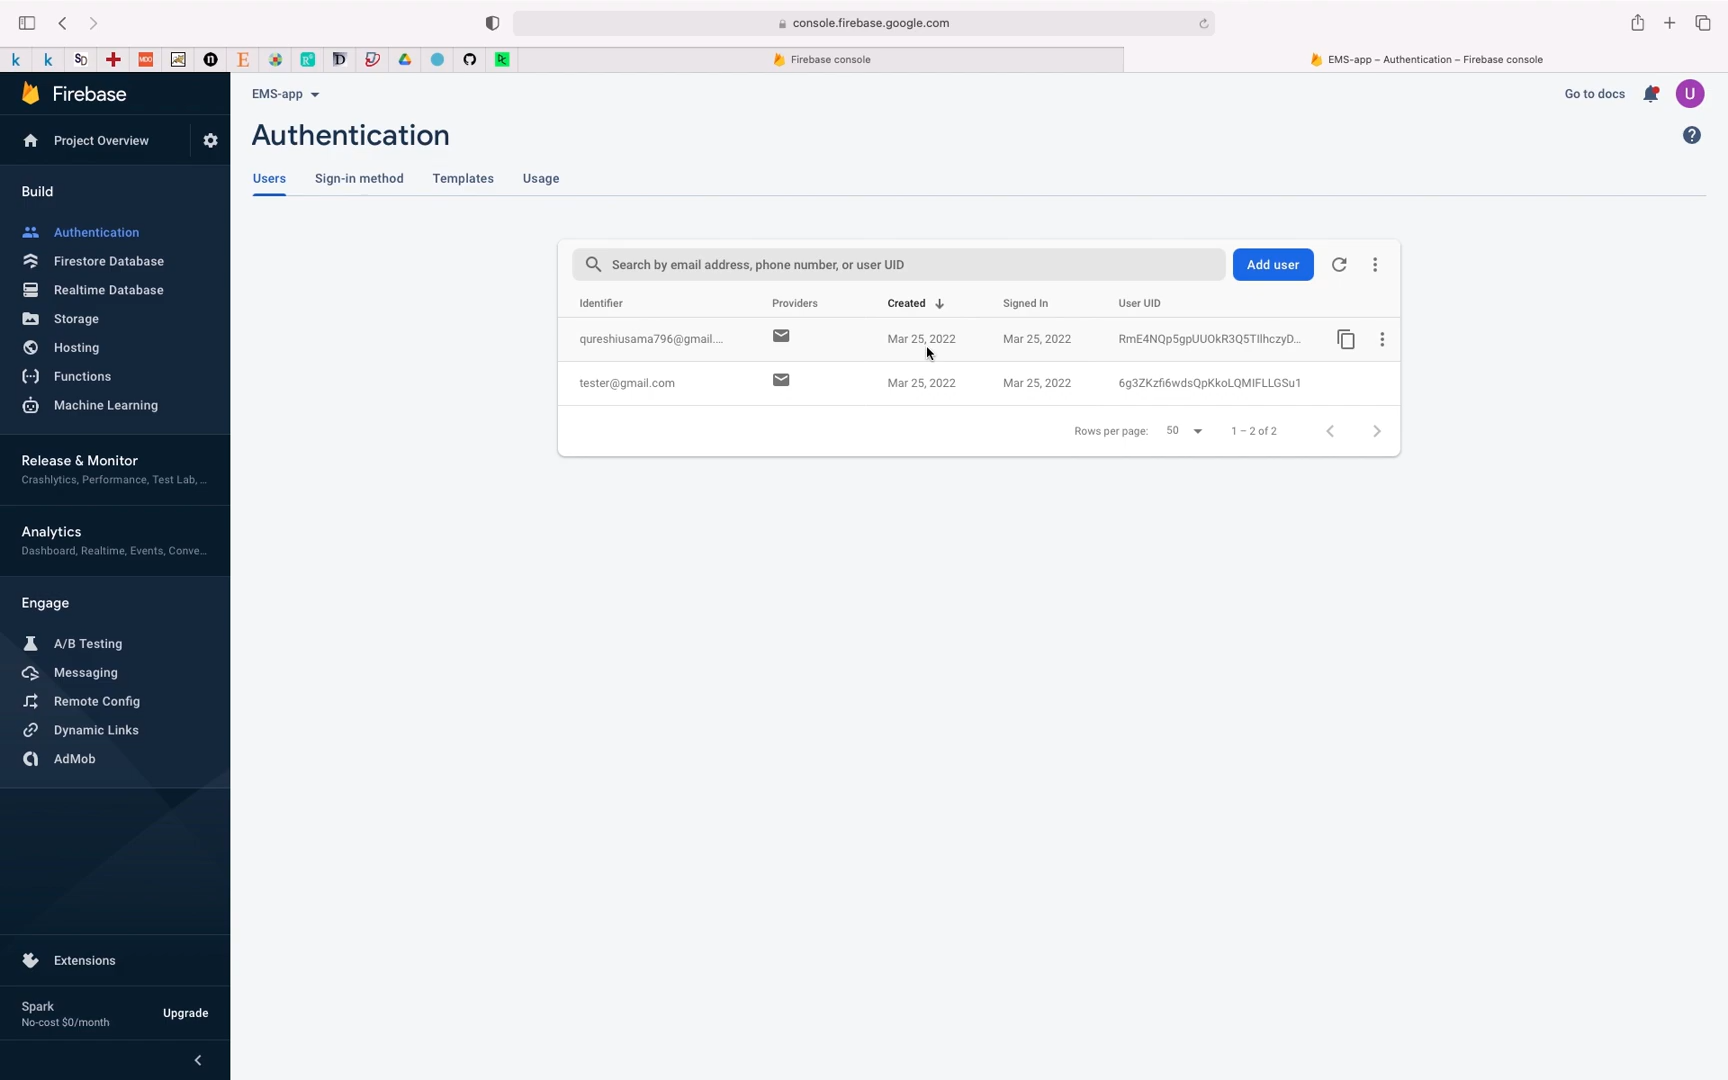 console.firebase.google.com
k
k
SD
MOO
n
E
R
D
DC
Firebase console
EMS-app – Authentication – Firebase console
Firebase
EMS-app
Go to docs
U
Project Overview
Authentication
Users Sign-in method Templates Usage
Build
Authentication
Firestore Database
Realtime Database
Storage
Hosting
Functions
Machine Learning
Release & Monitor
Crashlytics, Performance, Test Lab, ...
Analytics
Dashboard, Realtime, Events, Conve...
Engage
A/B Testing
Messaging
Remote Config
Dynamic Links
AdMob
Extensions
Spark
No-cost $0/month
Upgrade
Search by email address, phone number, or user UID
Add user
Identifier Providers Created Signed In User UID
qureshiusama796@gmail.... Mar 25, 2022 Mar 25, 2022 RmE4NQp5gpUUOkR3Q5TIlhczyD...
tester@gmail.com Mar 25, 2022 Mar 25, 2022 6g3ZKzfi6wdsQpKkoLQMIFLLGSu1
Rows per page: 50 1 – 2 of 2